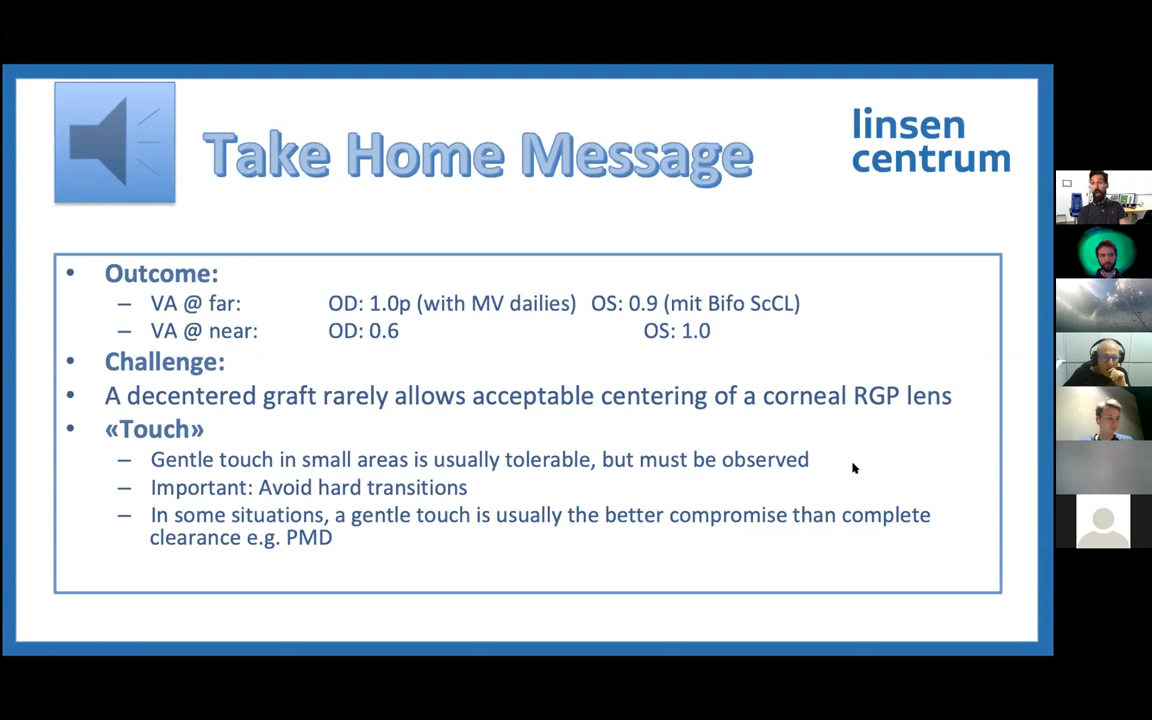 Take Home Message
linsen
centrum
• Outcome:
– VA @ far: OD: 1.0p (with MV dailies) OS: 0.9 (mit Bifo ScCL)
– VA @ near: OD: 0.6 OS: 1.0
• Challenge:
• A decentered graft rarely allows acceptable centering of a corneal RGP lens
• «Touch»
– Gentle touch in small areas is usually tolerable, but must be observed
– Important: Avoid hard transitions
– In some situations, a gentle touch is usually the better compromise than complete
clearance e.g. PMD